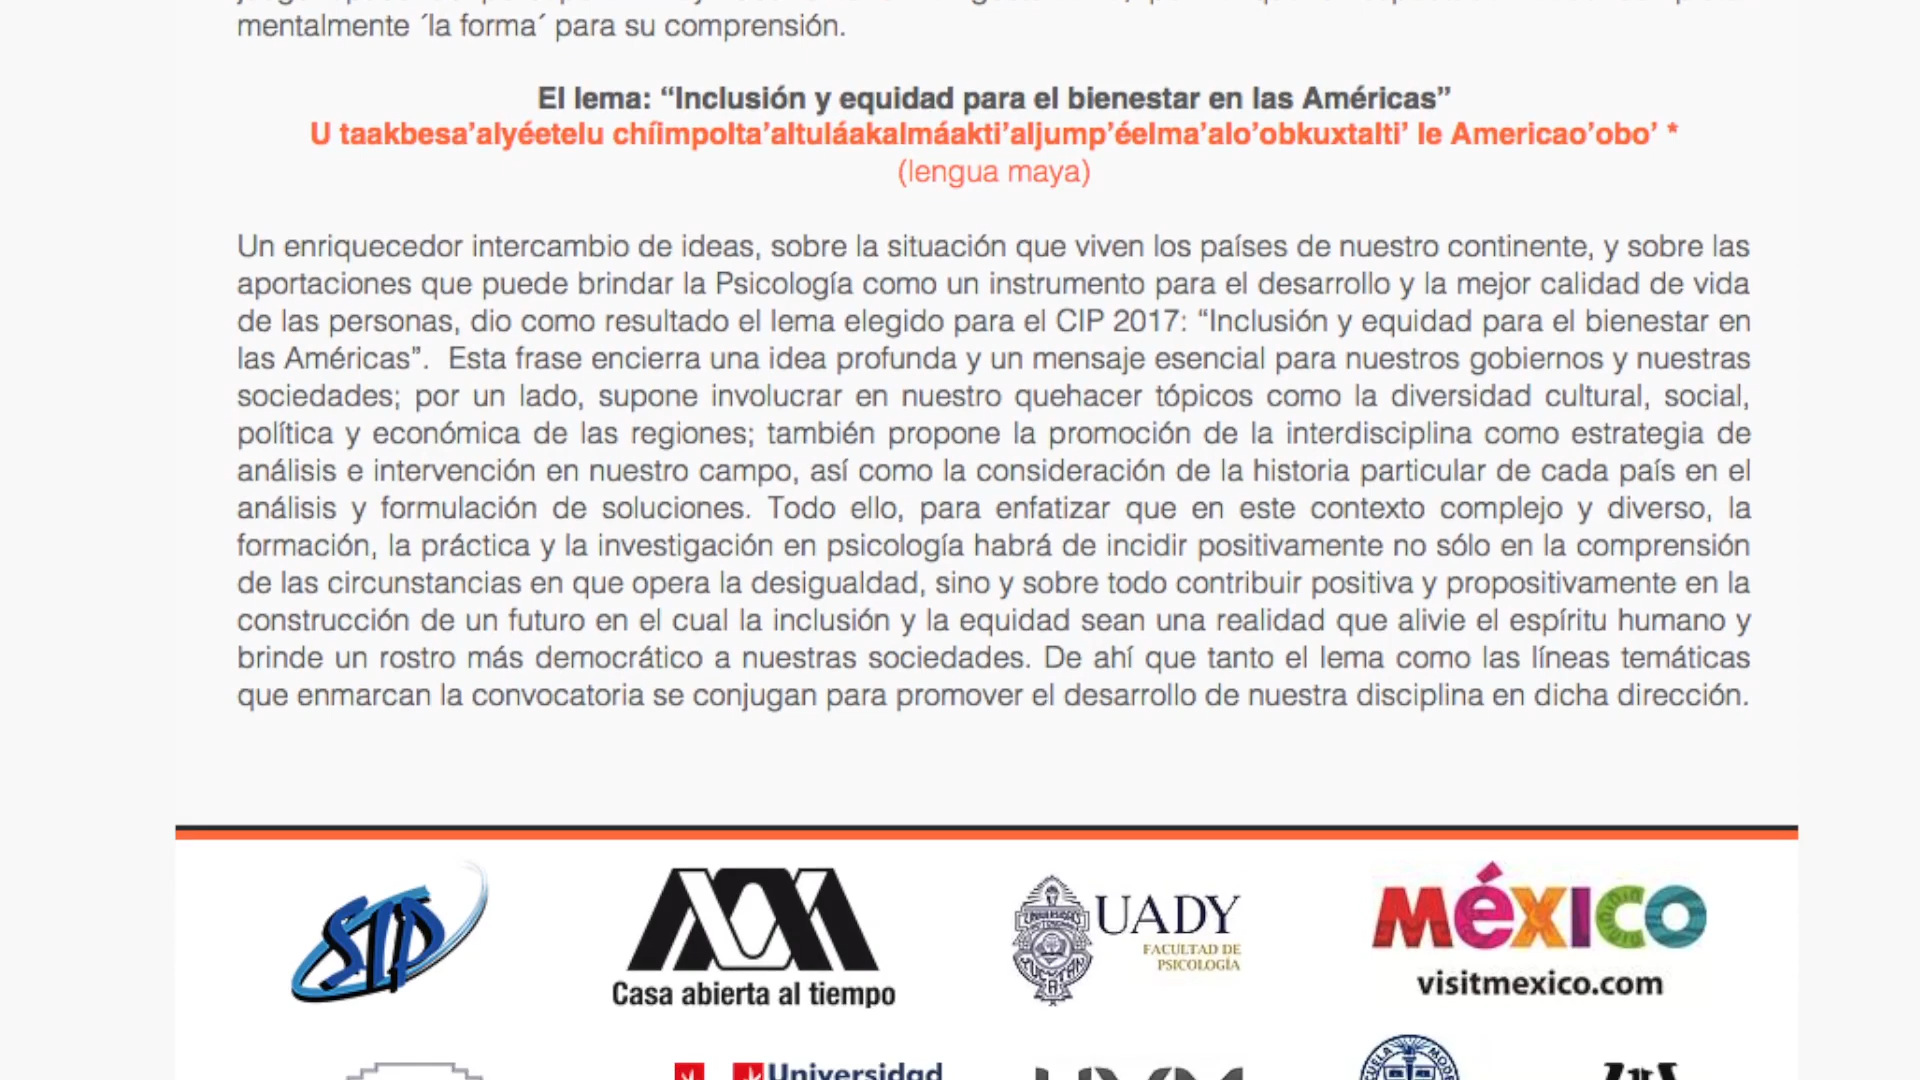 mentalmente ´la forma´ para su comprensión.
El lema: “Inclusión y equidad para el bienestar en las Américas”
U taakbesa’alyéetelu chíimpolta’altuláakalmáakti’aljump’éelma’alo’obkuxtalti’ le Americao’obo’ *
(lengua maya)
Un enriquecedor intercambio de ideas, sobre la situación que viven los países de nuestro continente, y sobre las
aportaciones que puede brindar la Psicología como un instrumento para el desarrollo y la mejor calidad de vida
de las personas, dio como resultado el lema elegido para el CIP 2017: “Inclusión y equidad para el bienestar en
las Américas”. Esta frase encierra una idea profunda y un mensaje esencial para nuestros gobiernos y nuestras
sociedades; por un lado, supone involucrar en nuestro quehacer tópicos como la diversidad cultural, social,
política y económica de las regiones; también propone la promoción de la interdisciplina como estrategia de
análisis e intervención en nuestro campo, así como la consideración de la historia particular de cada país en el
análisis y formulación de soluciones. Todo ello, para enfatizar que en este contexto complejo y diverso, la
formación, la práctica y la investigación en psicología habrá de incidir positivamente no sólo en la comprensión
de las circunstancias en que opera la desigualdad, sino y sobre todo contribuir positiva y propositivamente en la
construcción de un futuro en el cual la inclusión y la equidad sean una realidad que alivie el espíritu humano y
brinde un rostro más democrático a nuestras sociedades. De ahí que tanto el lema como las líneas temáticas
que enmarcan la convocatoria se conjugan para promover el desarrollo de nuestra disciplina en dicha dirección.
SIP
Casa abierta al tiempo
UADY
FACULTAD DE
PSICOLOGÍA
MéXICO
visitmexico.com
Universidad